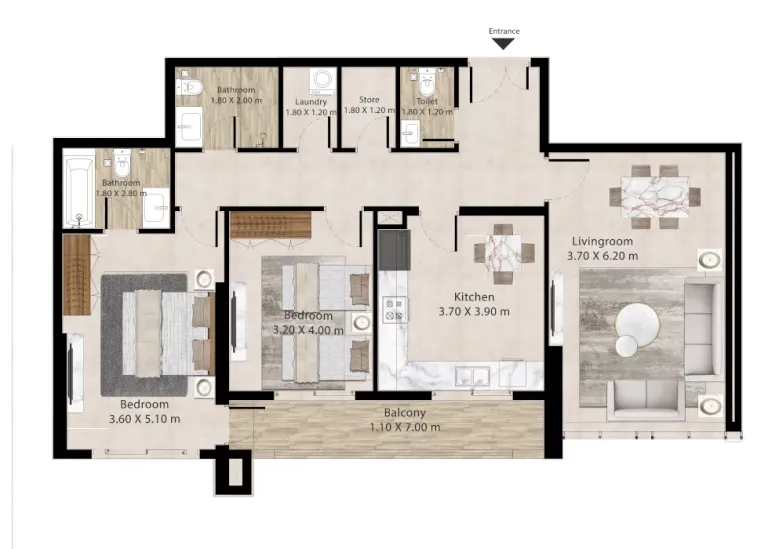 Entrance
Bathroom
1.80 X 2.00 m
Laundry
1.80 X 1.20 m
Store
1.80 X 1.20 m
Toilet
1.80 X 1.20 m
Bathroom
1.80 X 2.80 m
Livingroom
3.70 X 6.20 m
Kitchen
3.70 X 3.90 m
Bedroom
3.20 X 4.00 m
Bedroom
3.60 X 5.10 m
Balcony
1.10 X 7.00 m